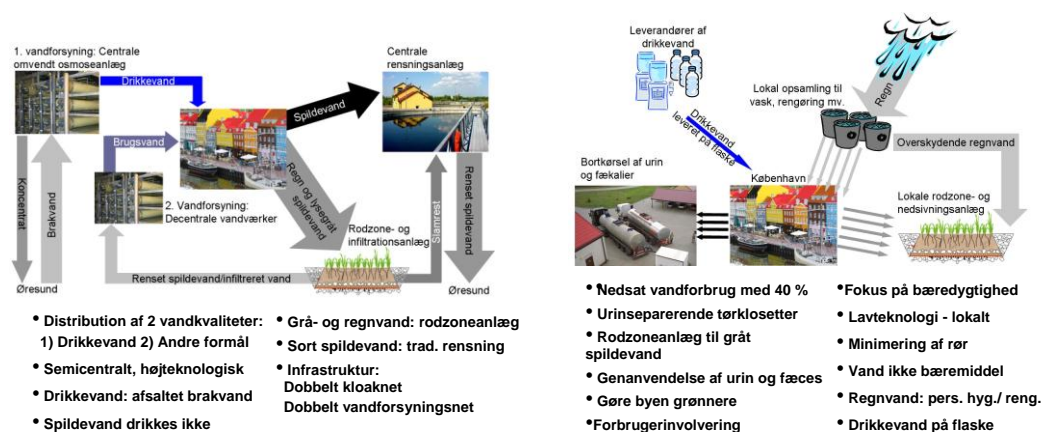 1. vandforsyning: Centrale
omvendt osmoseanlæg
Drikkevand
Centrale
rensningsanlæg
Spildevand
Brugsvand
2. Vandforsyning:
Decentrale vandværker
Regn og lysegråt
spildevand
Rodzone- og
infiltrationsanlæg
Koncentrat
Brakvand
Slamrest
Renset spildevand
Renset spildevand/infiltreret vand
Øresund
Øresund
• Distribution af 2 vandkvaliteter:
1) Drikkevand 2) Andre formål
• Semicentralt, højteknologisk
• Drikkevand: afsaltet brakvand
• Spildevand drikkes ikke
• Grå- og regnvand: rodzoneanlæg
• Sort spildevand: trad. rensning
• Infrastruktur:
Dobbelt kloaknet
Dobbelt vandforsyningsnet
Leverandører af
drikkevand
Lokal opsamling til
vask, rengøring mv.
Regn
Drikkevand
leveret på flaske
Overskydende regnvand
Bortkørsel af urin
og fækalier
København
Lokale rodzone- og
nedsivningsanlæg
• Nedsat vandforbrug med 40 %
• Urinseparerende tørklosetter
• Rodzoneanlæg til gråt
spildevand
• Genanvendelse af urin og fæces
• Gøre byen grønnere
•Forbrugerinvolvering
•Fokus på bæredygtighed
• Lavteknologi - lokalt
• Minimering af rør
• Vand ikke bæremiddel
• Regnvand: pers. hyg./ reng.
• Drikkevand på flaske